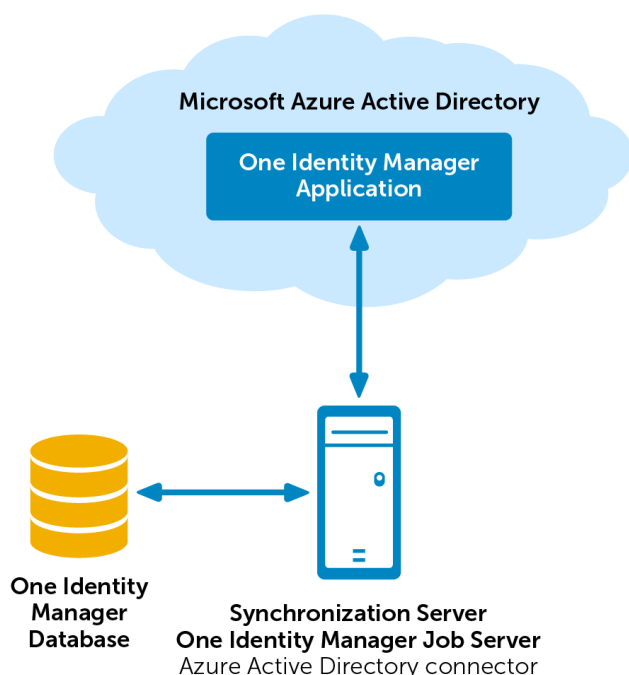 Microsoft Azure Active Directory
One Identity Manager
Application
One Identity
Manager
Database
Synchronization Server
One Identity Manager Job Server
Azure Active Directory connector